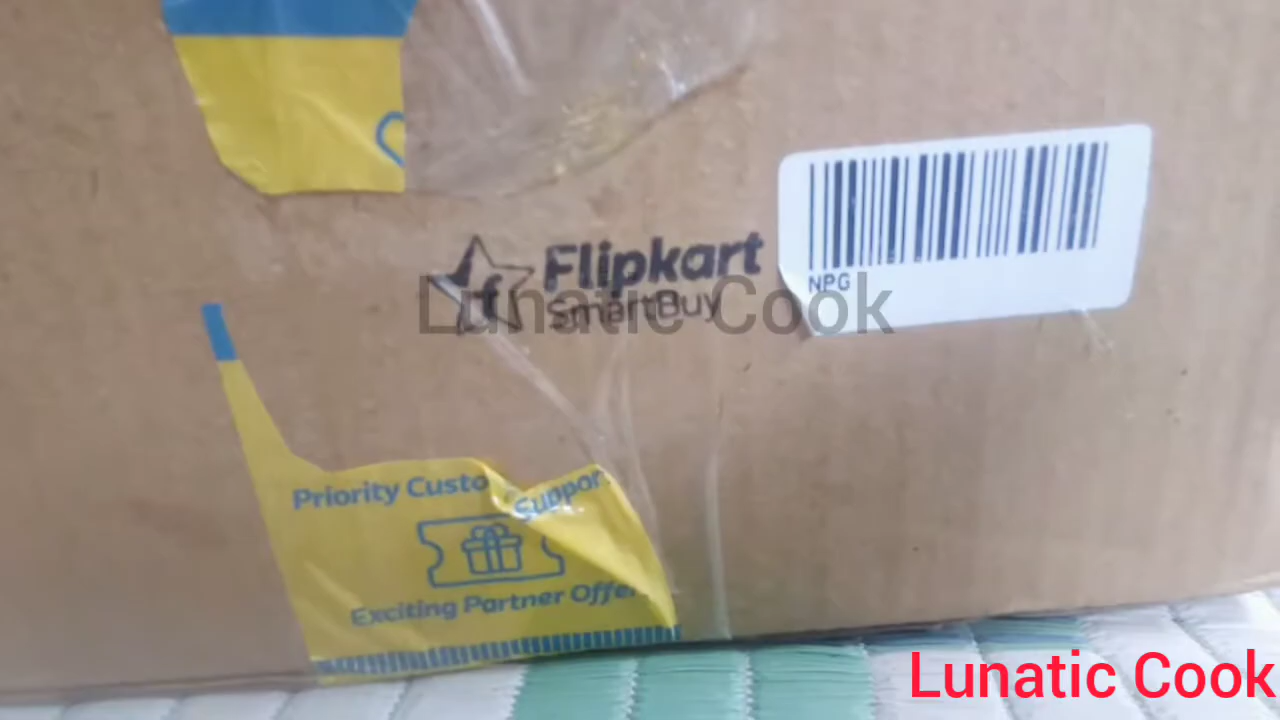 Flipkart
SmartBuy
NPG
Lunatic Cook
Priority Custo
Suppor
Exciting Partner Offe
Lunatic Cook